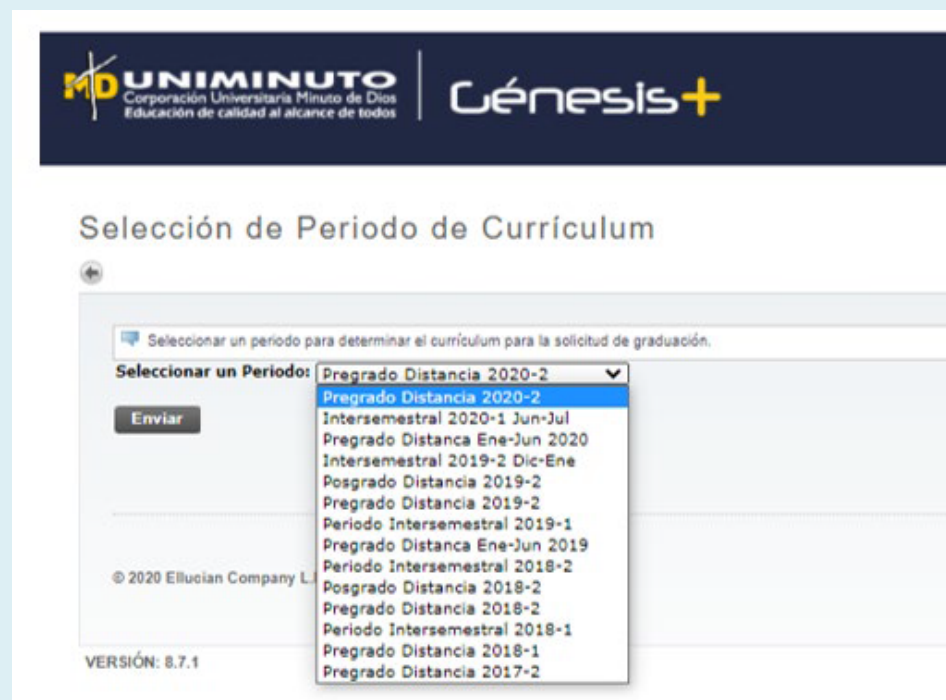 UNIMINUTO
Corporación Universitaria Minuto de Dios
Educación de calidad al alcance de todos
Génesis+
Selección de Periodo de Currículum
Seleccionar un periodo para determinar el currículum para la solicitud de graduación.
Seleccionar un Periodo: Pregrado Distancia 2020-2
Pregrado Distancia 2020-2
Enviar
Intersemestral 2020-1 Jun-Jul
Pregrado Distanca Ene-Jun 2020
Intersemestral 2019-2 Dic-Ene
Posgrado Distancia 2019-2
Pregrado Distancia 2019-2
Periodo Intersemestral 2019-1
Pregrado Distanca Ene-Jun 2019
Periodo Intersemestral 2018-2
Posgrado Distancia 2018-2
Pregrado Distancia 2018-2
Periodo Intersemestral 2018-1
Pregrado Distancia 2018-1
Pregrado Distancia 2017-2
© 2020 Ellucian Company L.
VERSIÓN: 8.7.1